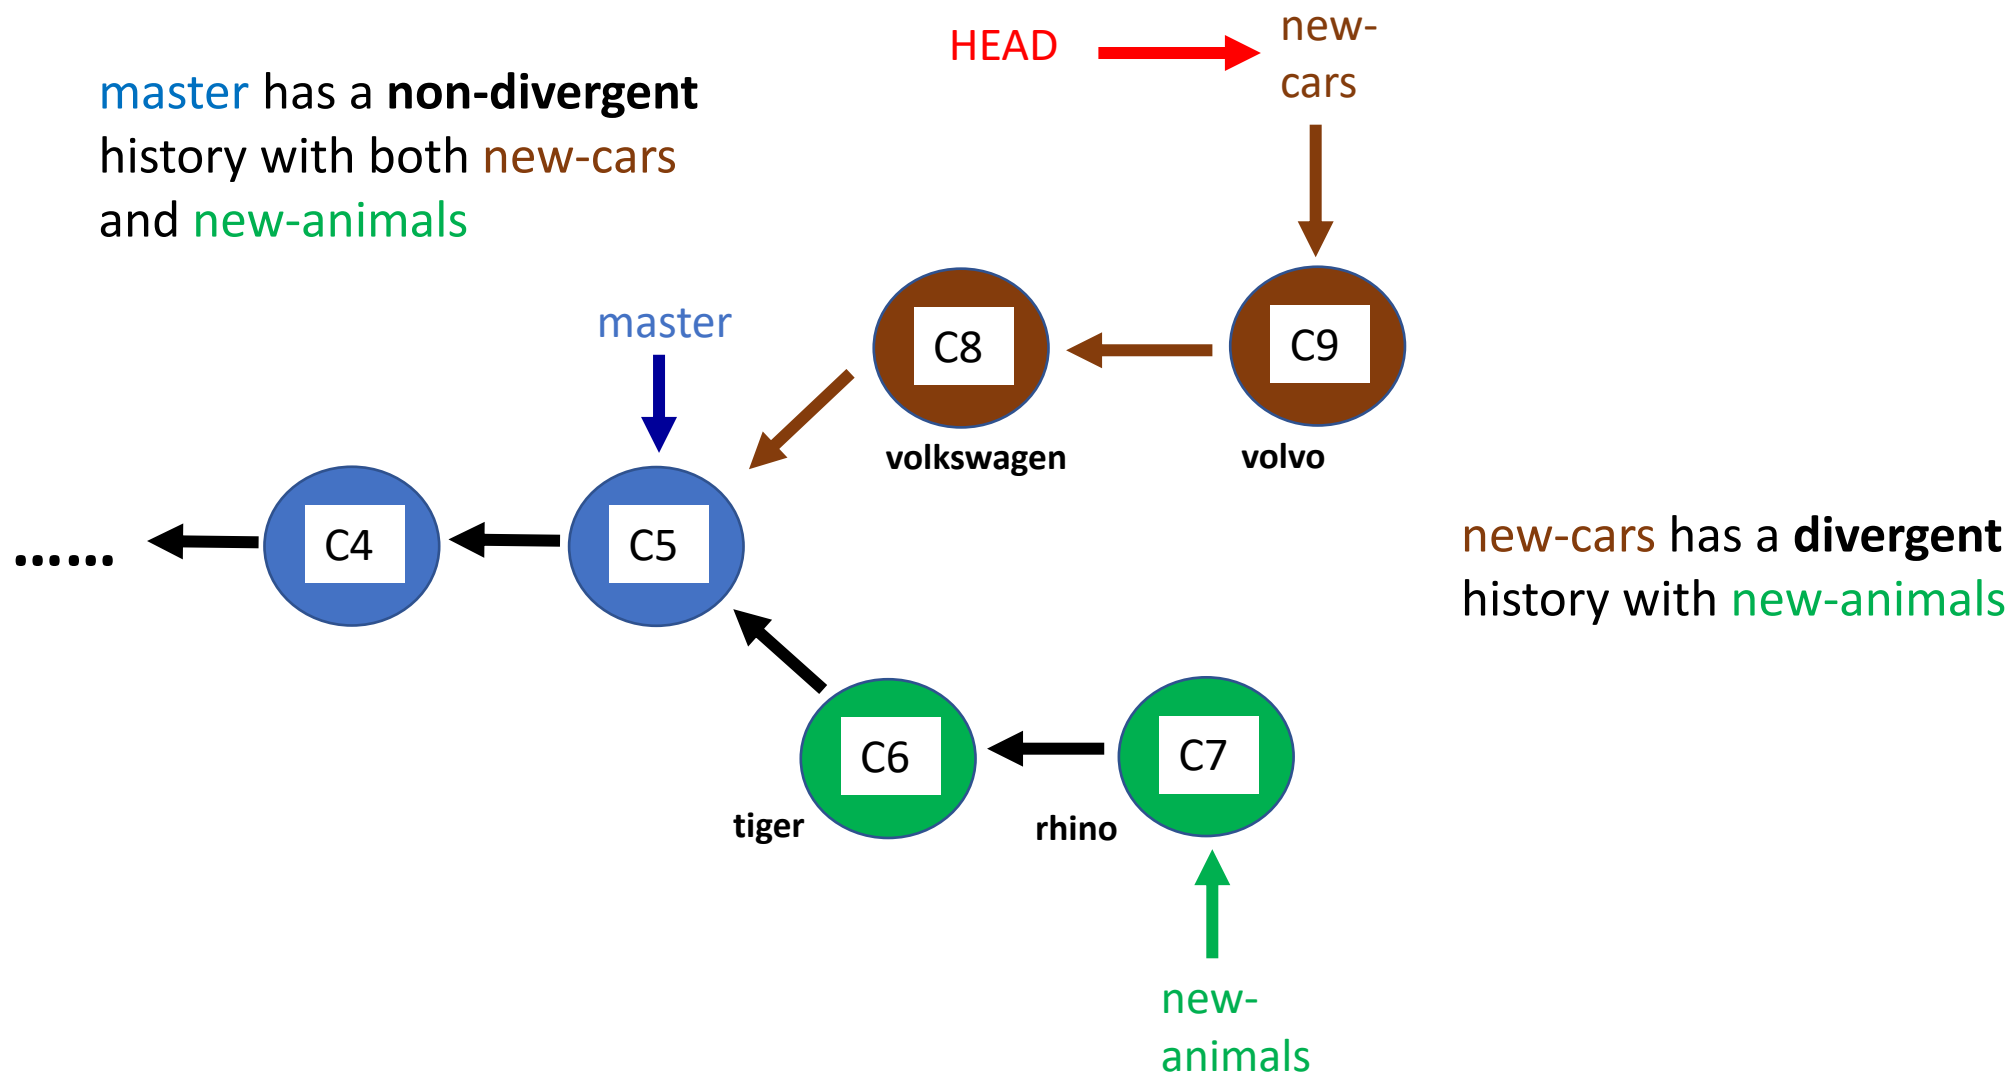 HEAD
new-
cars
master has a non-divergent
history with both new-cars
and new-animals
master
C8
C9
volkswagen
volvo
......
C4
C5
new-cars has a divergent
history with new-animals
C6
C7
tiger
rhino
new-
animals